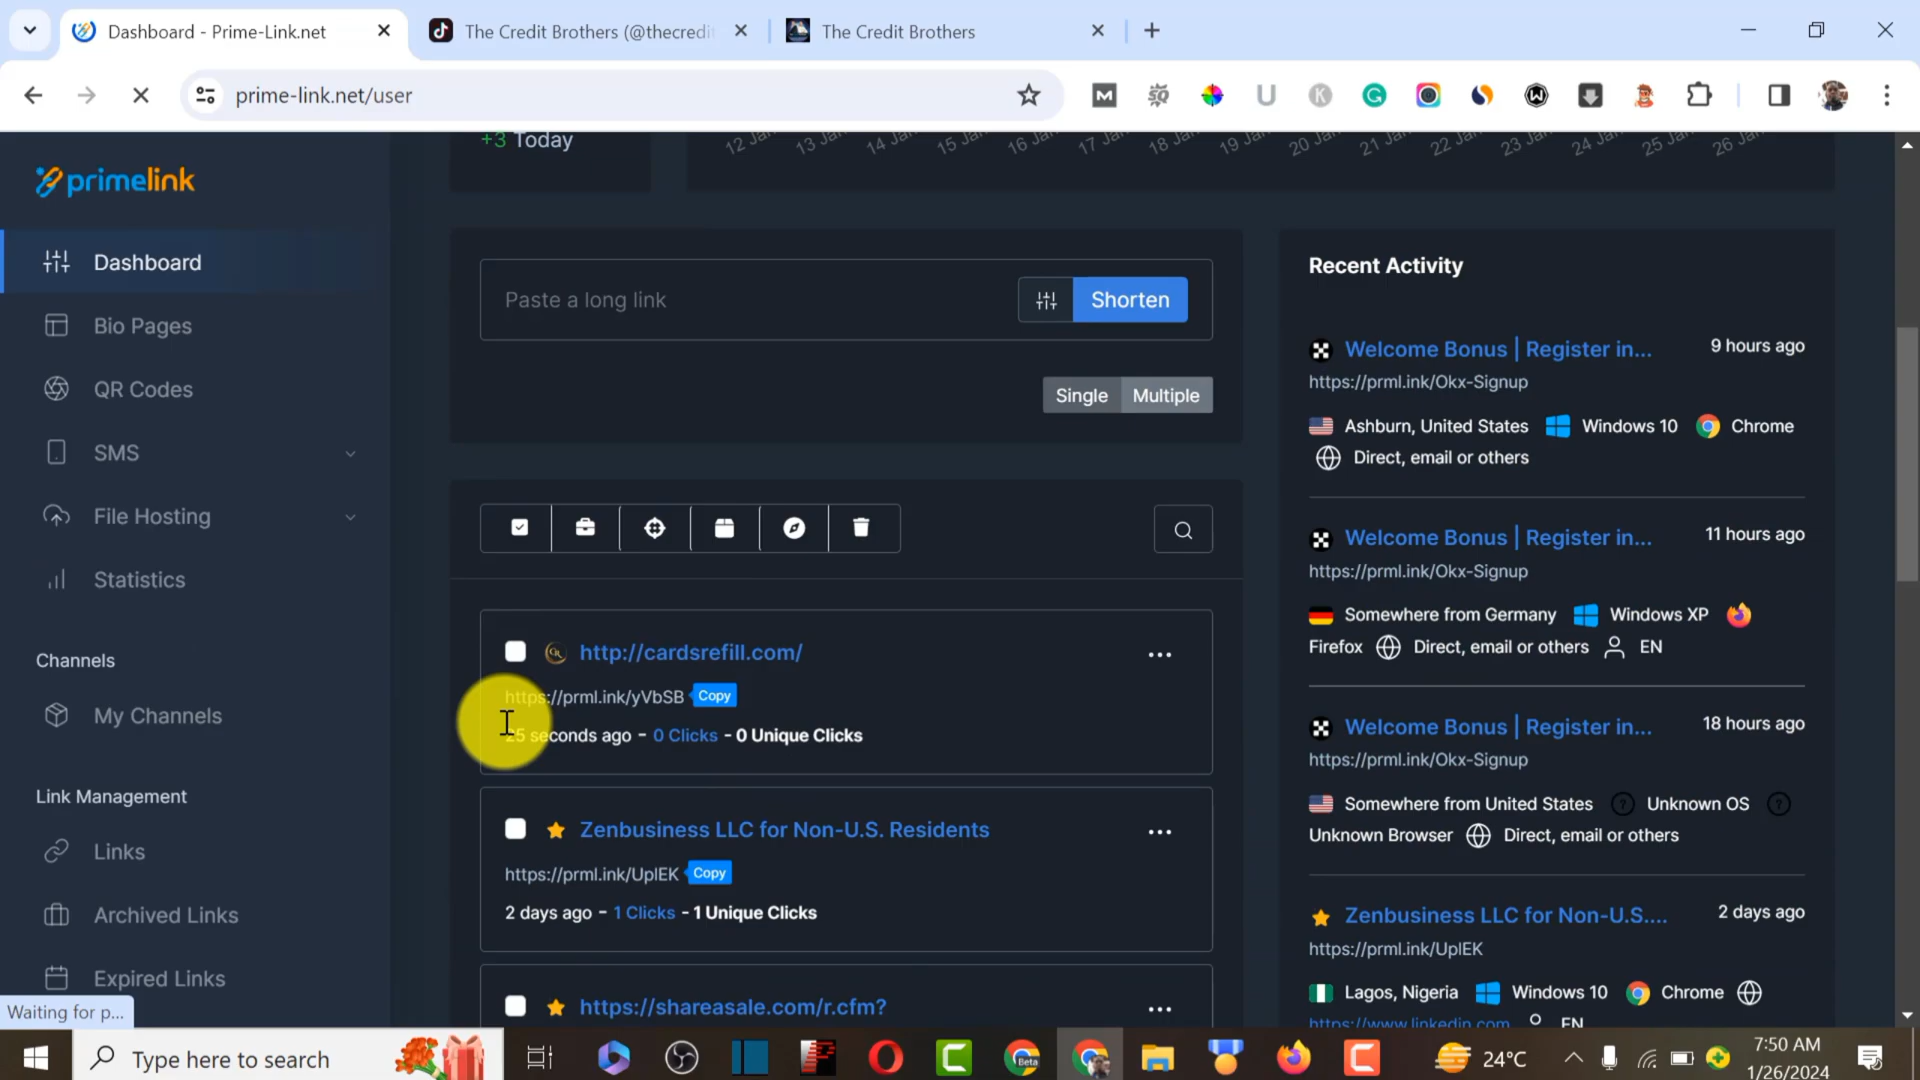 Dashboard - Prime-Link.net
The Credit Brothers (@thecredit
The Credit Brothers
prime-link.net/user
+3 Today
12 Jan
13 Jan
14 Jan
15 Jan
16 Jan
17 Jan
18 Jan
19 Jan
20 Jan
21 Jan
22 Jan
23 Jan
24 Jan
25 Jan
26 Jan
primelink
Dashboard
Bio Pages
QR Codes
SMS
File Hosting
Statistics
Channels
My Channels
Link Management
Links
Archived Links
Expired Links
Waiting for p...
Paste a long link
Shorten
Single Multiple
http://cardsrefill.com/
https://prml.ink/yVbSB Copy
25 seconds ago - 0 Clicks - 0 Unique Clicks
Zenbusiness LLC for Non-U.S. Residents
https://prml.ink/UplEK Copy
2 days ago - 1 Clicks - 1 Unique Clicks
https://shareasale.com/r.cfm?
Recent Activity
Welcome Bonus | Register in... 9 hours ago
https://prml.ink/Okx-Signup
Ashburn, United States Windows 10 Chrome
Direct, email or others
Welcome Bonus | Register in... 11 hours ago
https://prml.ink/Okx-Signup
Somewhere from Germany Windows XP
Firefox Direct, email or others EN
Welcome Bonus | Register in... 18 hours ago
https://prml.ink/Okx-Signup
Somewhere from United States Unknown OS
Unknown Browser Direct, email or others
Zenbusiness LLC for Non-U.S.... 2 days ago
https://prml.ink/UplEK
Lagos, Nigeria Windows 10 Chrome
https://www.linkedin.com EN
Type here to search
Beta
24°C
7:50 AM
1/26/2024